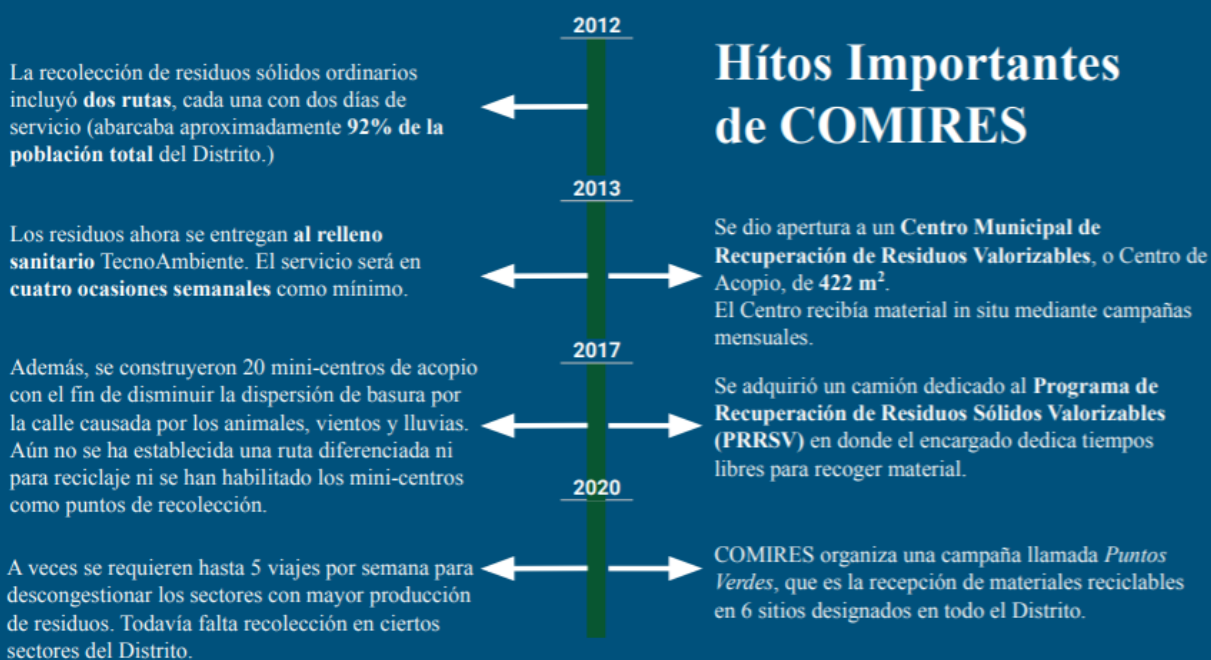 Hítos Importantes
de COMIRES
2012
La recolección de residuos sólidos ordinarios
incluyó dos rutas, cada una con dos días de
servicio (abarcaba aproximadamente 92% de la
población total del Distrito.)
2013
Los residuos ahora se entregan al relleno
sanitario TecnoAmbiente. El servicio será en
cuatro ocasiones semanales como mínimo.
Se dio apertura a un Centro Municipal de
Recuperación de Residuos Valorizables, o Centro de
Acopio, de 422 m².
El Centro recibía material in situ mediante campañas
mensuales.
2017
Además, se construyeron 20 mini-centros de acopio
con el fin de disminuir la dispersión de basura por
la calle causada por los animales, vientos y lluvias.
Aún no se ha establecida una ruta diferenciada ni
para reciclaje ni se han habilitado los mini-centros
como puntos de recolección.
Se adquirió un camión dedicado al Programa de
Recuperación de Residuos Sólidos Valorizables
(PRRSV) en donde el encargado dedica tiempos
libres para recoger material.
2020
A veces se requieren hasta 5 viajes por semana para
descongestionar los sectores con mayor producción
de residuos. Todavía falta recolección en ciertos
sectores del Distrito.
COMIRES organiza una campaña llamada Puntos
Verdes, que es la recepción de materiales reciclables
en 6 sitios designados en todo el Distrito.